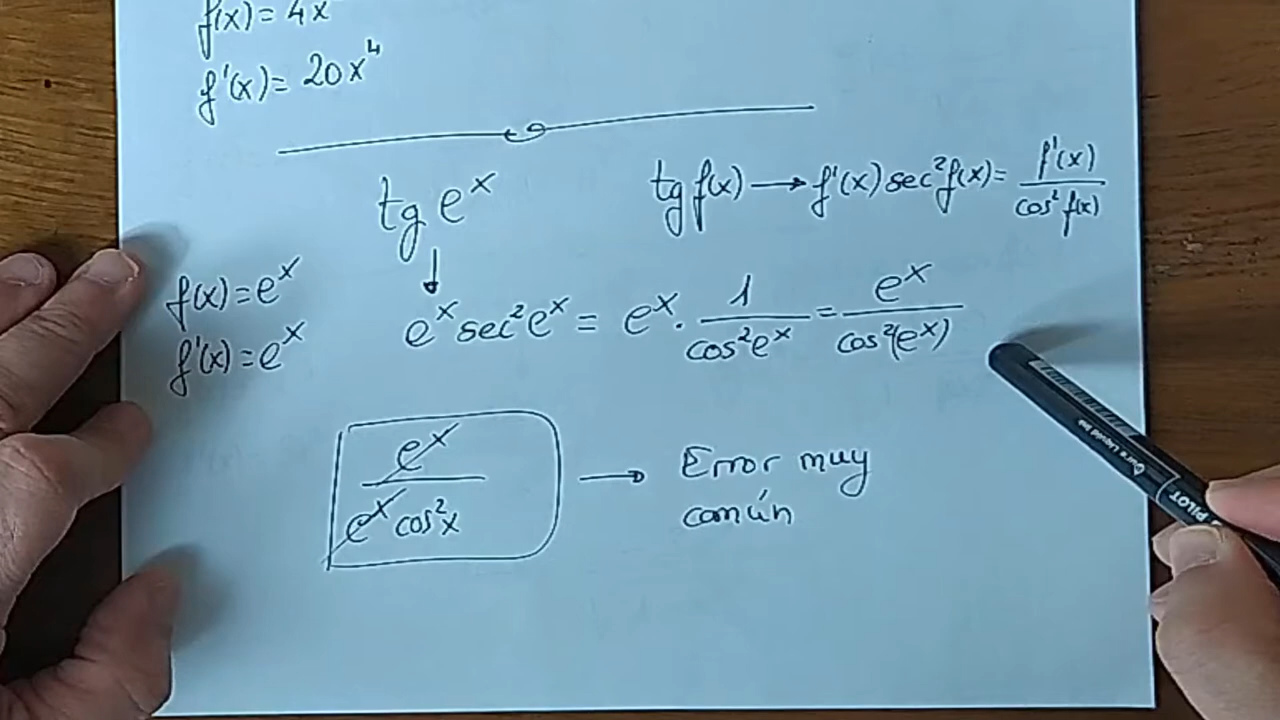 f(x) = 4x
f'(x) = 20x⁴
tg eˣ
tg f(x) → f'(x) sec² f(x) = f'(x) / cos² f(x)
↓
f(x) = eˣ
f'(x) = eˣ
eˣ sec² eˣ = eˣ · 1 / cos² eˣ = eˣ / cos²(eˣ)
eˣ / eˣ cos² x → Error muy
común
PILOT